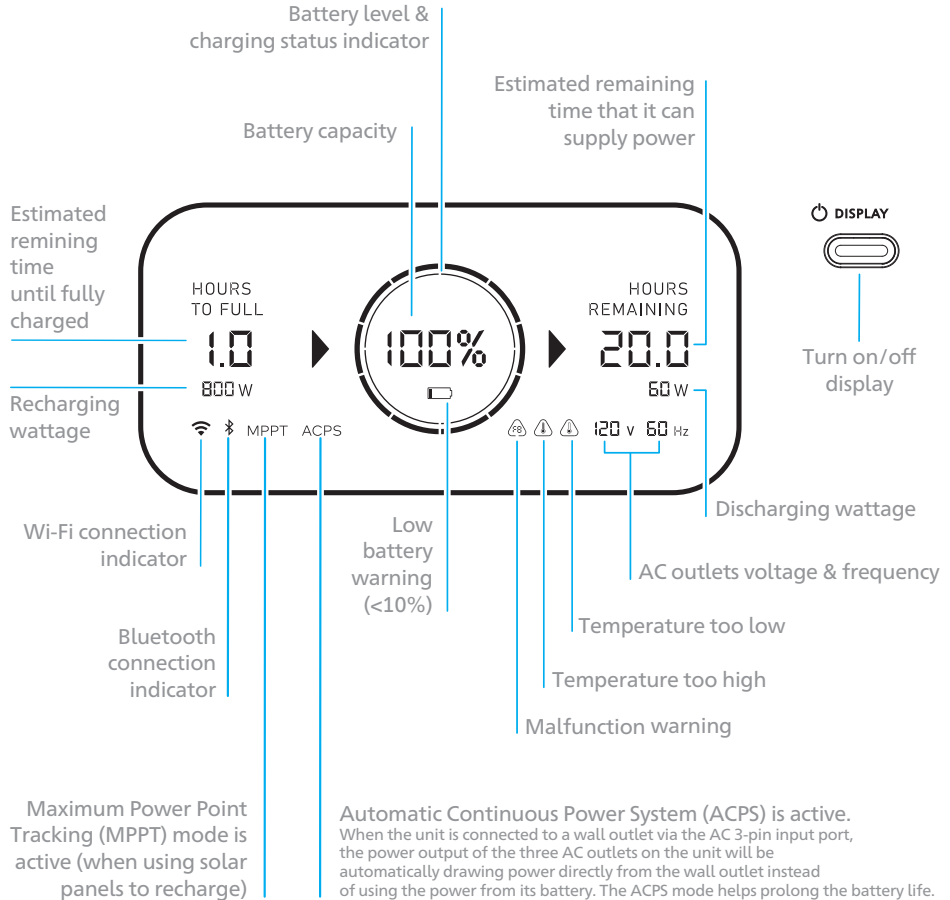 Battery level &
charging status indicator
Estimated remaining
time that it can
supply power
Battery capacity
Estimated
remining
time
until fully
charged
DISPLAY
HOURS
TO FULL
HOURS
REMAINING
1.0
100%
20.0
Turn on/off
display
800 W
60 W
Recharging
wattage
MPPT ACPS
FB
120 V 60 Hz
Discharging wattage
Wi-Fi connection
indicator
Low
battery
warning
(<10%)
AC outlets voltage & frequency
Bluetooth
connection
indicator
Temperature too low
Temperature too high
Malfunction warning
Maximum Power Point
Tracking (MPPT) mode is
active (when using solar
panels to recharge)
Automatic Continuous Power System (ACPS) is active.
When the unit is connected to a wall outlet via the AC 3-pin input port,
the power output of the three AC outlets on the unit will be
automatically drawing power directly from the wall outlet instead
of using the power from its battery. The ACPS mode helps prolong the battery life.